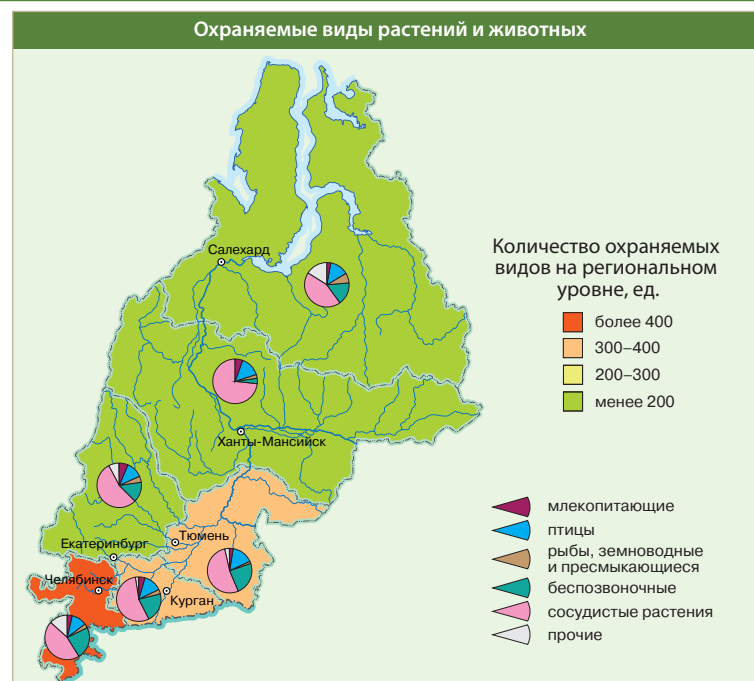 Охраняемые виды растений и животных
Салехард
Ханты-Мансийск
Екатеринбург
Тюмень
Челябинск
Курган
Количество охраняемых
видов на региональном
уровне, ед.
более 400
300–400
200–300
менее 200
млекопитающие
птицы
рыбы, земноводные
и пресмыкающиеся
беспозвоночные
сосудистые растения
прочие